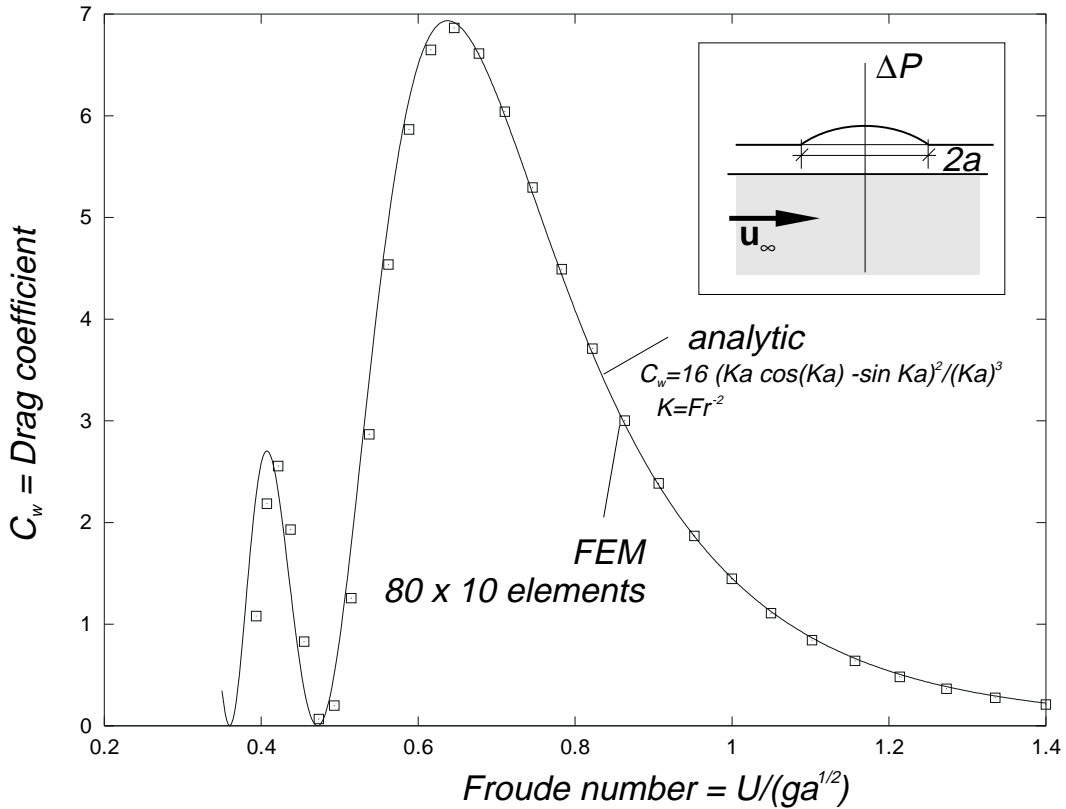 7
6
5
4
3
2
1
0
C_w = Drag coefficient
ΔP
2a
u_∞
analytic
C_w=16 (Ka cos(Ka) -sin Ka)^2/(Ka)^3
K=Fr^-2
FEM
80 x 10 elements
0.2 0.4 0.6 0.8 1 1.2 1.4
Froude number = U/(ga^1/2)